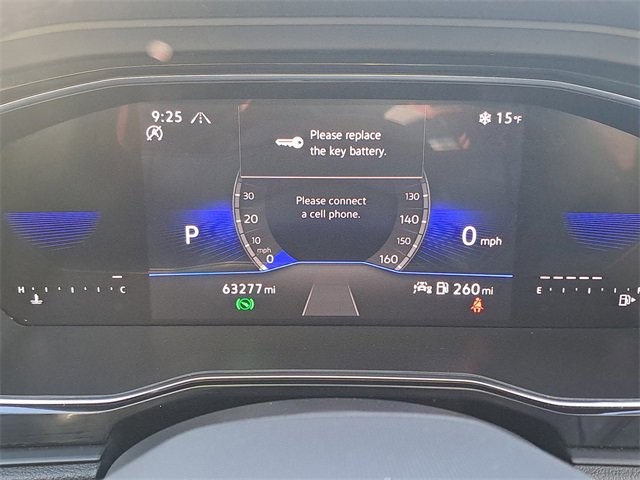 9:25
Please replace
the key battery.
15°F
30
20
10
mph
0
Please connect
a cell phone.
130
140
150
160
P
0 mph
H
C
63277 mi
260 mi
E